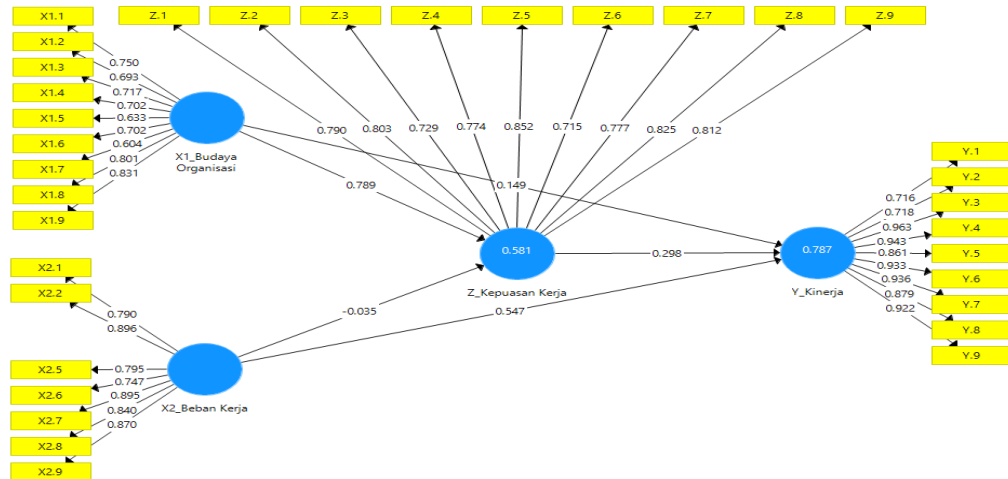 X1.1
X1.2
X1.3
X1.4
X1.5
X1.6
X1.7
X1.8
X1.9
0.750
0.693
0.717
0.702
0.633
0.702
0.604
0.801
0.831
X1_Budaya
Organisasi
Z.1
Z.2
Z.3
Z.4
Z.5
Z.6
Z.7
Z.8
Z.9
0.790
0.803
0.729
0.774
0.852
0.715
0.777
0.825
0.812
0.789
0.149
0.581
Z_Kepuasan Kerja
0.298
-0.035
0.547
X2.1
X2.2
X2.5
X2.6
X2.7
X2.8
X2.9
0.790
0.896
0.795
0.747
0.895
0.840
0.870
X2_Beban Kerja
0.787
Y_Kinerja
0.716
0.718
0.963
0.943
0.861
0.933
0.936
0.879
0.922
Y.1
Y.2
Y.3
Y.4
Y.5
Y.6
Y.7
Y.8
Y.9